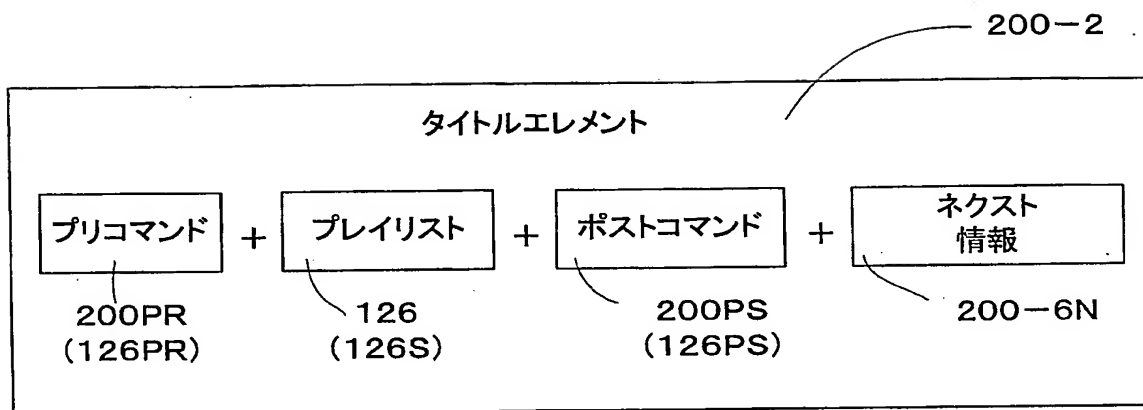 200−2
タイトルエレメント
プリコマンド + プレイリスト + ポストコマンド + ネクスト
情報
200PR 126 200PS 200−6N
(126PR) (126S) (126PS)